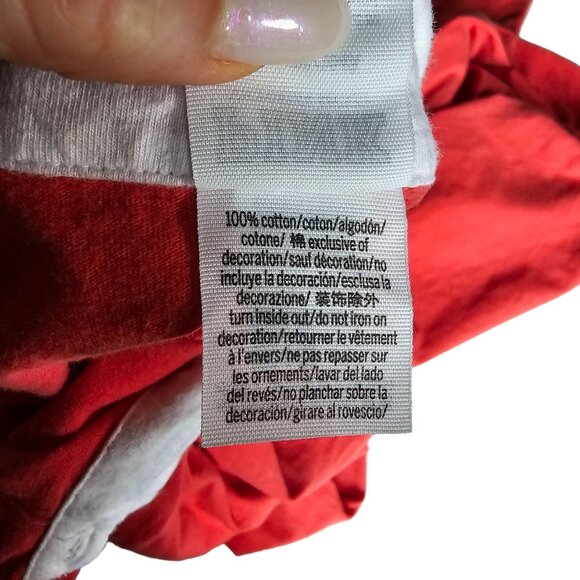 100% cotton/coton/algodón/
cotone/ 棉 exclusive of
decoration/sauf décoration/no
incluye la decoración/esclusa la
decorazione/ 装饰除外
turn inside out/do not iron on
decoration/retourner le vêtement
à l'envers/ne pas repasser sur
les ornements/lavar del lado
del revés/no planchar sobre la
decoración/girare al rovescio/